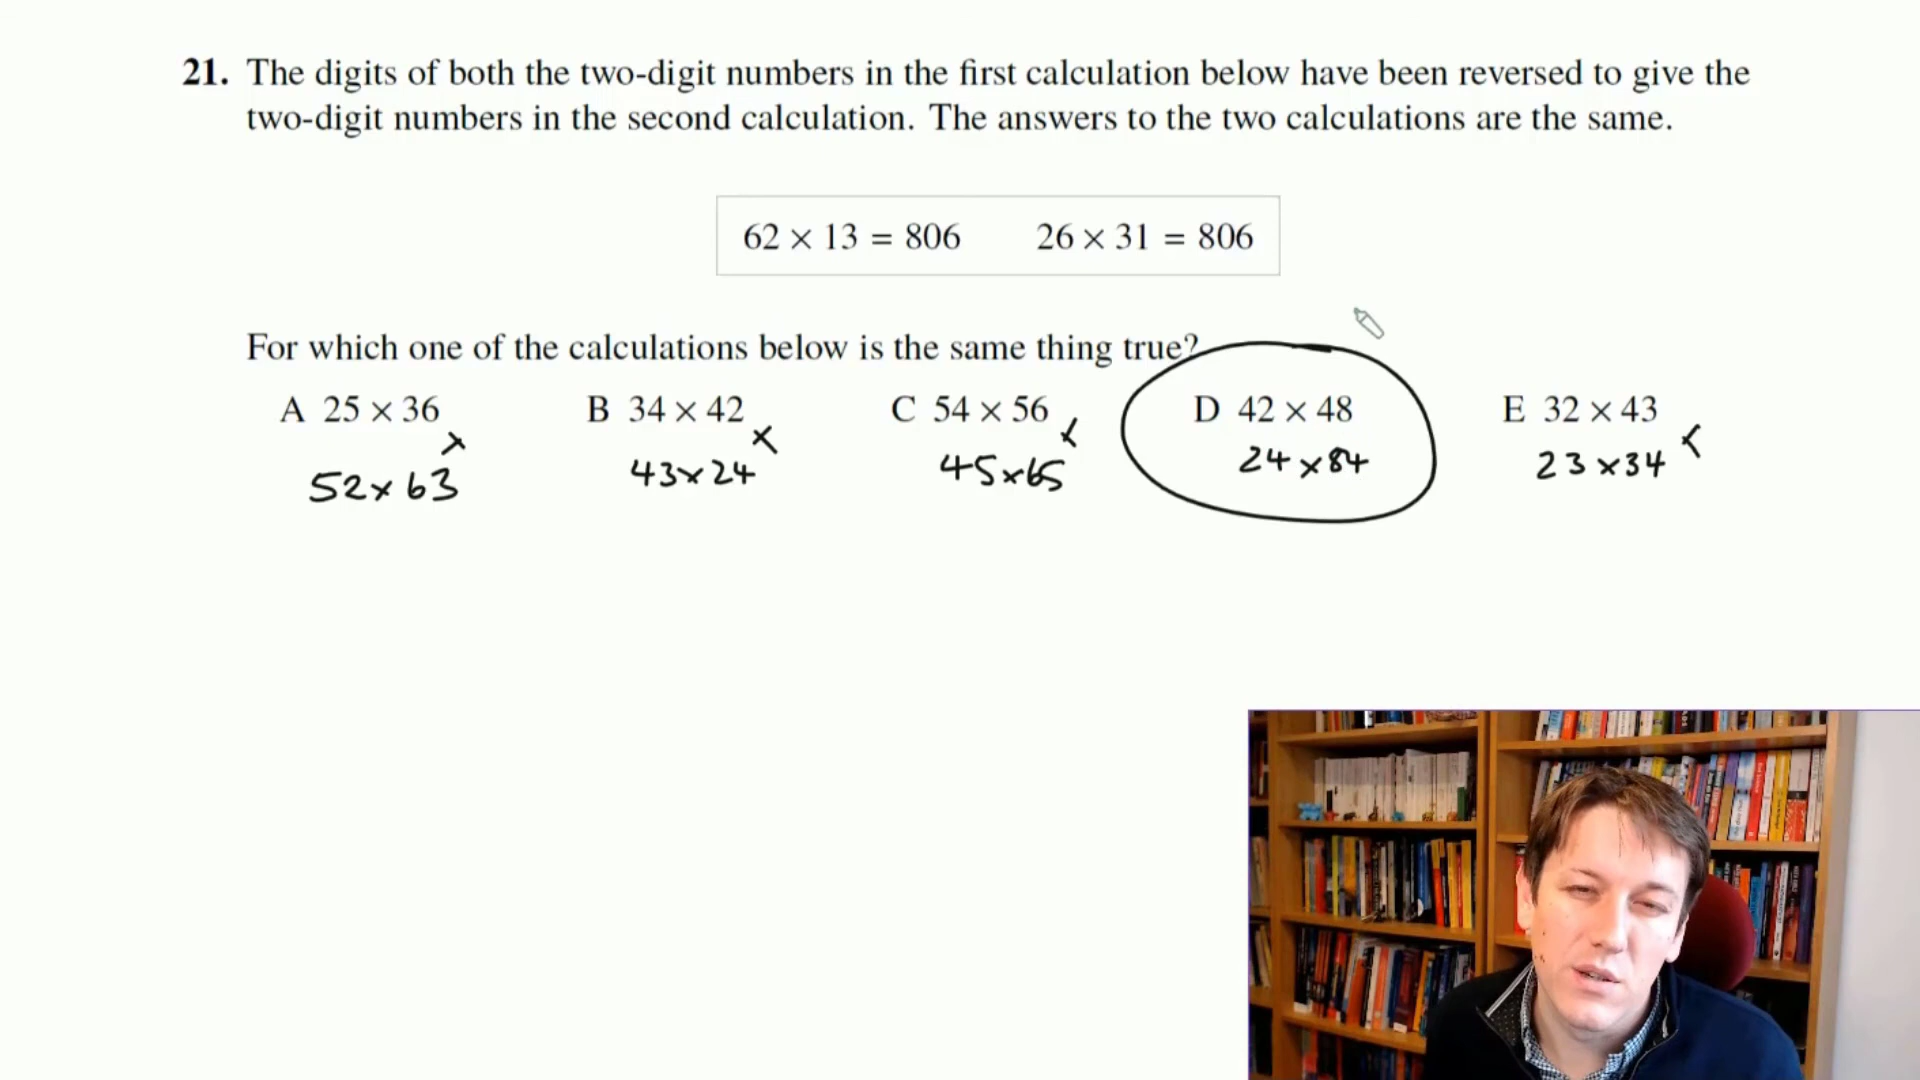 21. The digits of both the two-digit numbers in the first calculation below have been reversed to give the
two-digit numbers in the second calculation. The answers to the two calculations are the same.
62 × 13 = 806 26 × 31 = 806
For which one of the calculations below is the same thing true?
A 25 × 36 B 34 × 42 C 54 × 56 D 42 × 48 E 32 × 43
52 × 63 43 × 24 45 × 65 24 × 84 23 × 34